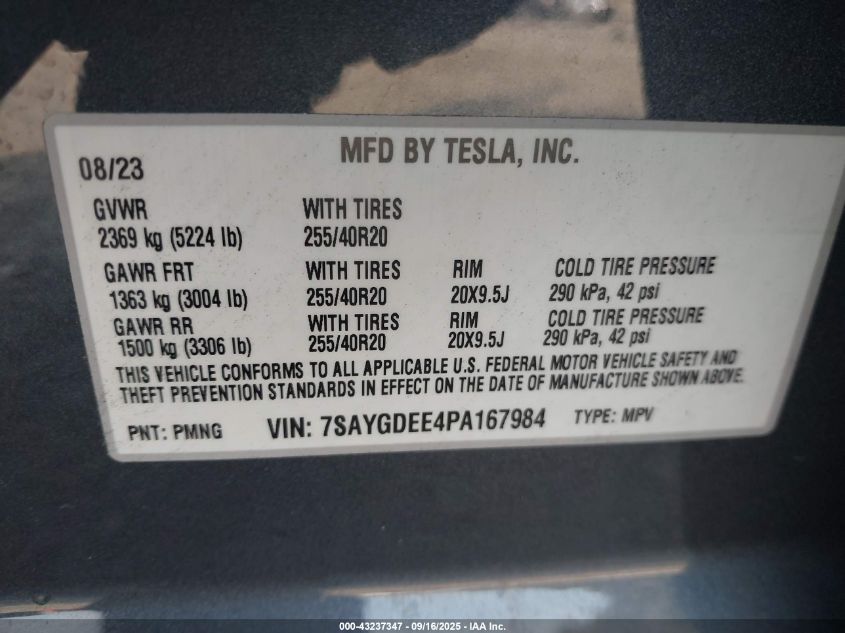 08/23
MFD BY TESLA, INC.
GVWR WITH TIRES
2369 kg (5224 lb) 255/40R20
GAWR FRT WITH TIRES RIM COLD TIRE PRESSURE
1363 kg (3004 lb) 255/40R20 20X9.5J 290 kPa, 42 psi
GAWR RR WITH TIRES RIM COLD TIRE PRESSURE
1500 kg (3306 lb) 255/40R20 20X9.5J 290 kPa, 42 psi
THIS VEHICLE CONFORMS TO ALL APPLICABLE U.S. FEDERAL MOTOR VEHICLE SAFETY AND
THEFT PREVENTION STANDARDS IN EFFECT ON THE DATE OF MANUFACTURE SHOWN ABOVE.
PNT: PMNG VIN: 7SAYGDEE4PA167984 TYPE: MPV
000-43237347 - 09/16/2025 - IAA Inc.